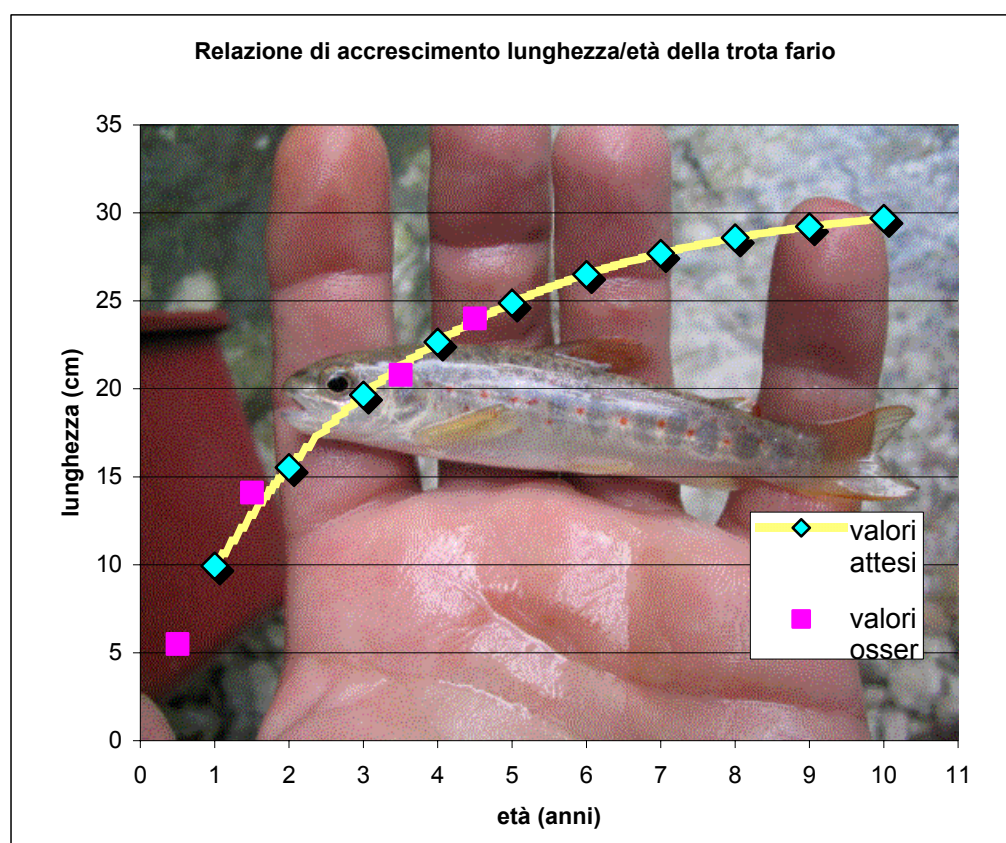 Relazione di accrescimento lunghezza/età della trota fario
35
30
25
20
15
10
5
0
lunghezza (cm)
valori
attesi
valori
osser
0 1 2 3 4 5 6 7 8 9 10 11
età (anni)